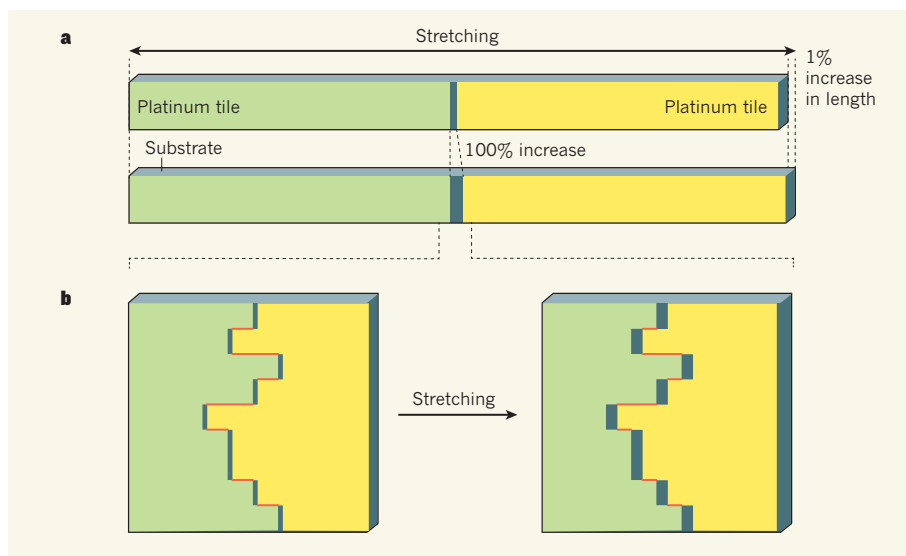 a
Stretching
1%
increase
in length
Platinum tile
Platinum tile
Substrate
100% increase
b
Stretching